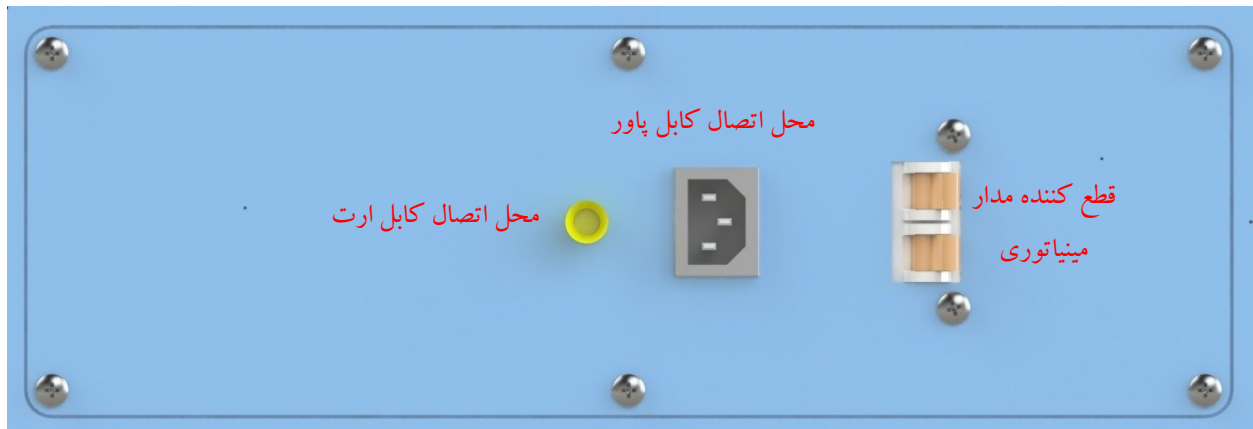 محل اتصال کابل پاور
قطع کننده مدار
مینیاتوری
محل اتصال کابل ارت